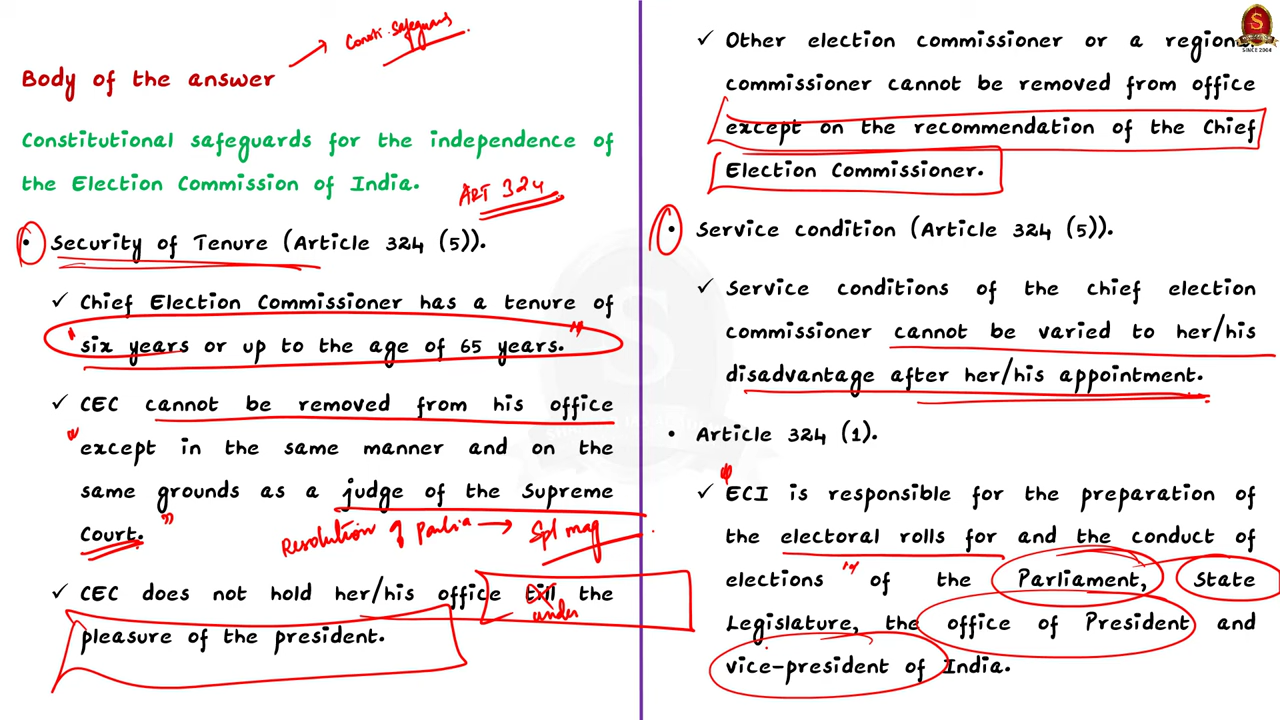 Consti. Safeguards
Body of the answer
Constitutional safeguards for the independence of
the Election Commission of India.
ART 324
• Security of Tenure (Article 324 (5)).
✓ Chief Election Commissioner has a tenure of
six years or up to the age of 65 years.
✓ CEC cannot be removed from his office
except in the same manner and on the
same grounds as a judge of the Supreme
Court.
Resolution of Parlia → Spl maj
✓ CEC does not hold her/his office till the
under
pleasure of the president.
✓ Other election commissioner or a regional
commissioner cannot be removed from office
except on the recommendation of the Chief
Election Commissioner.
• Service condition (Article 324 (5)).
✓ Service conditions of the chief election
commissioner cannot be varied to her/his
disadvantage after her/his appointment.
• Article 324 (1).
✓ ECI is responsible for the preparation of
the electoral rolls for and the conduct of
elections of the Parliament, State
Legislature, the office of President and
vice-president of India.
S
SINCE 2004